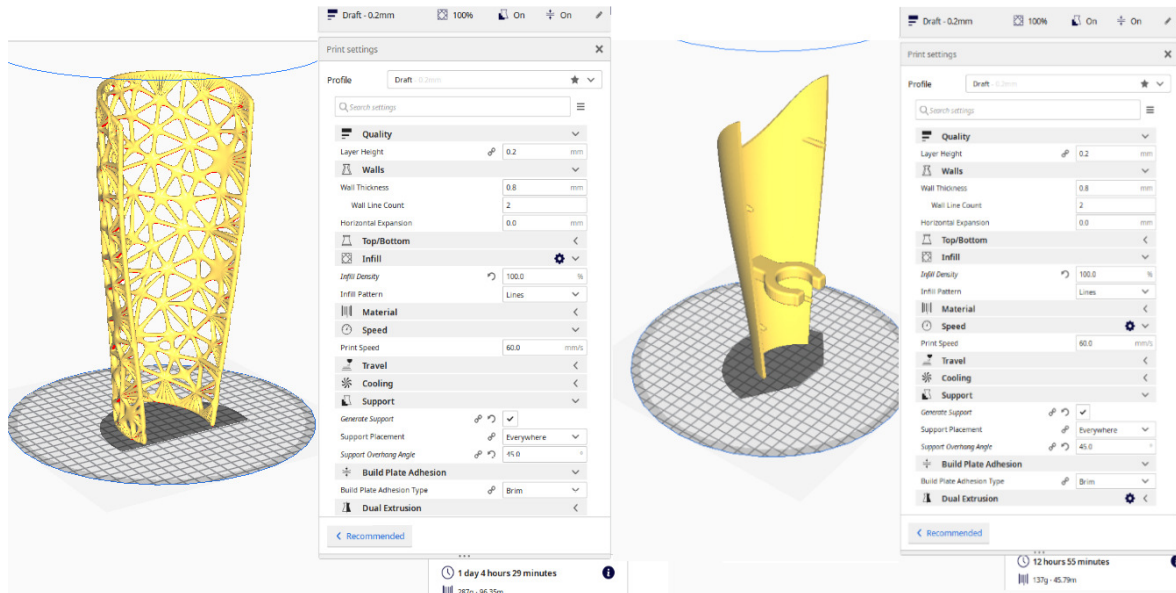 Draft - 0.2mm 100% On On
Print settings
Profile Draft - 0.2mm
Search settings
Quality
Layer Height 0.2 mm
Walls
Wall Thickness 0.8 mm
Wall Line Count 2
Horizontal Expansion 0.0 mm
Top/Bottom
Infill
Infill Density 100.0 %
Infill Pattern Lines
Material
Speed
Print Speed 60.0 mm/s
Travel
Cooling
Support
Generate Support
Support Placement Everywhere
Support Overhang Angle 45.0 °
Build Plate Adhesion
Build Plate Adhesion Type Brim
Dual Extrusion
Recommended
1 day 4 hours 29 minutes
287g - 96.35m
Draft - 0.2mm 100% On On
Print settings
Profile Draft - 0.2mm
Search settings
Quality
Layer Height 0.2 mm
Walls
Wall Thickness 0.8 mm
Wall Line Count 2
Horizontal Expansion 0.0 mm
Top/Bottom
Infill
Infill Density 100.0 %
Infill Pattern Lines
Material
Speed
Print Speed 60.0 mm/s
Travel
Cooling
Support
Generate Support
Support Placement Everywhere
Support Overhang Angle 45.0 °
Build Plate Adhesion
Build Plate Adhesion Type Brim
Dual Extrusion
Recommended
12 hours 55 minutes
137g - 45.79m